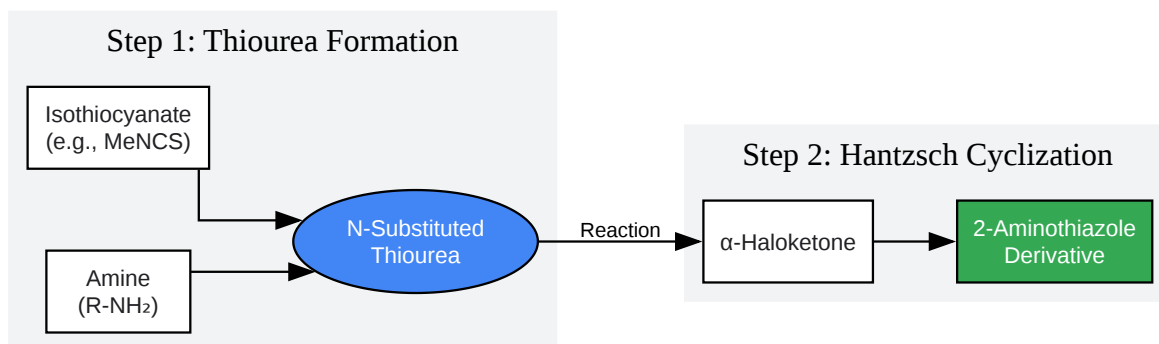 Step 1: Thiourea Formation
Isothiocyanate
(e.g., MeNCS)
Amine
(R-NH₂)
N-Substituted
Thiourea
Reaction
Step 2: Hantzsch Cyclization
α-Haloketone
2-Aminothiazole
Derivative